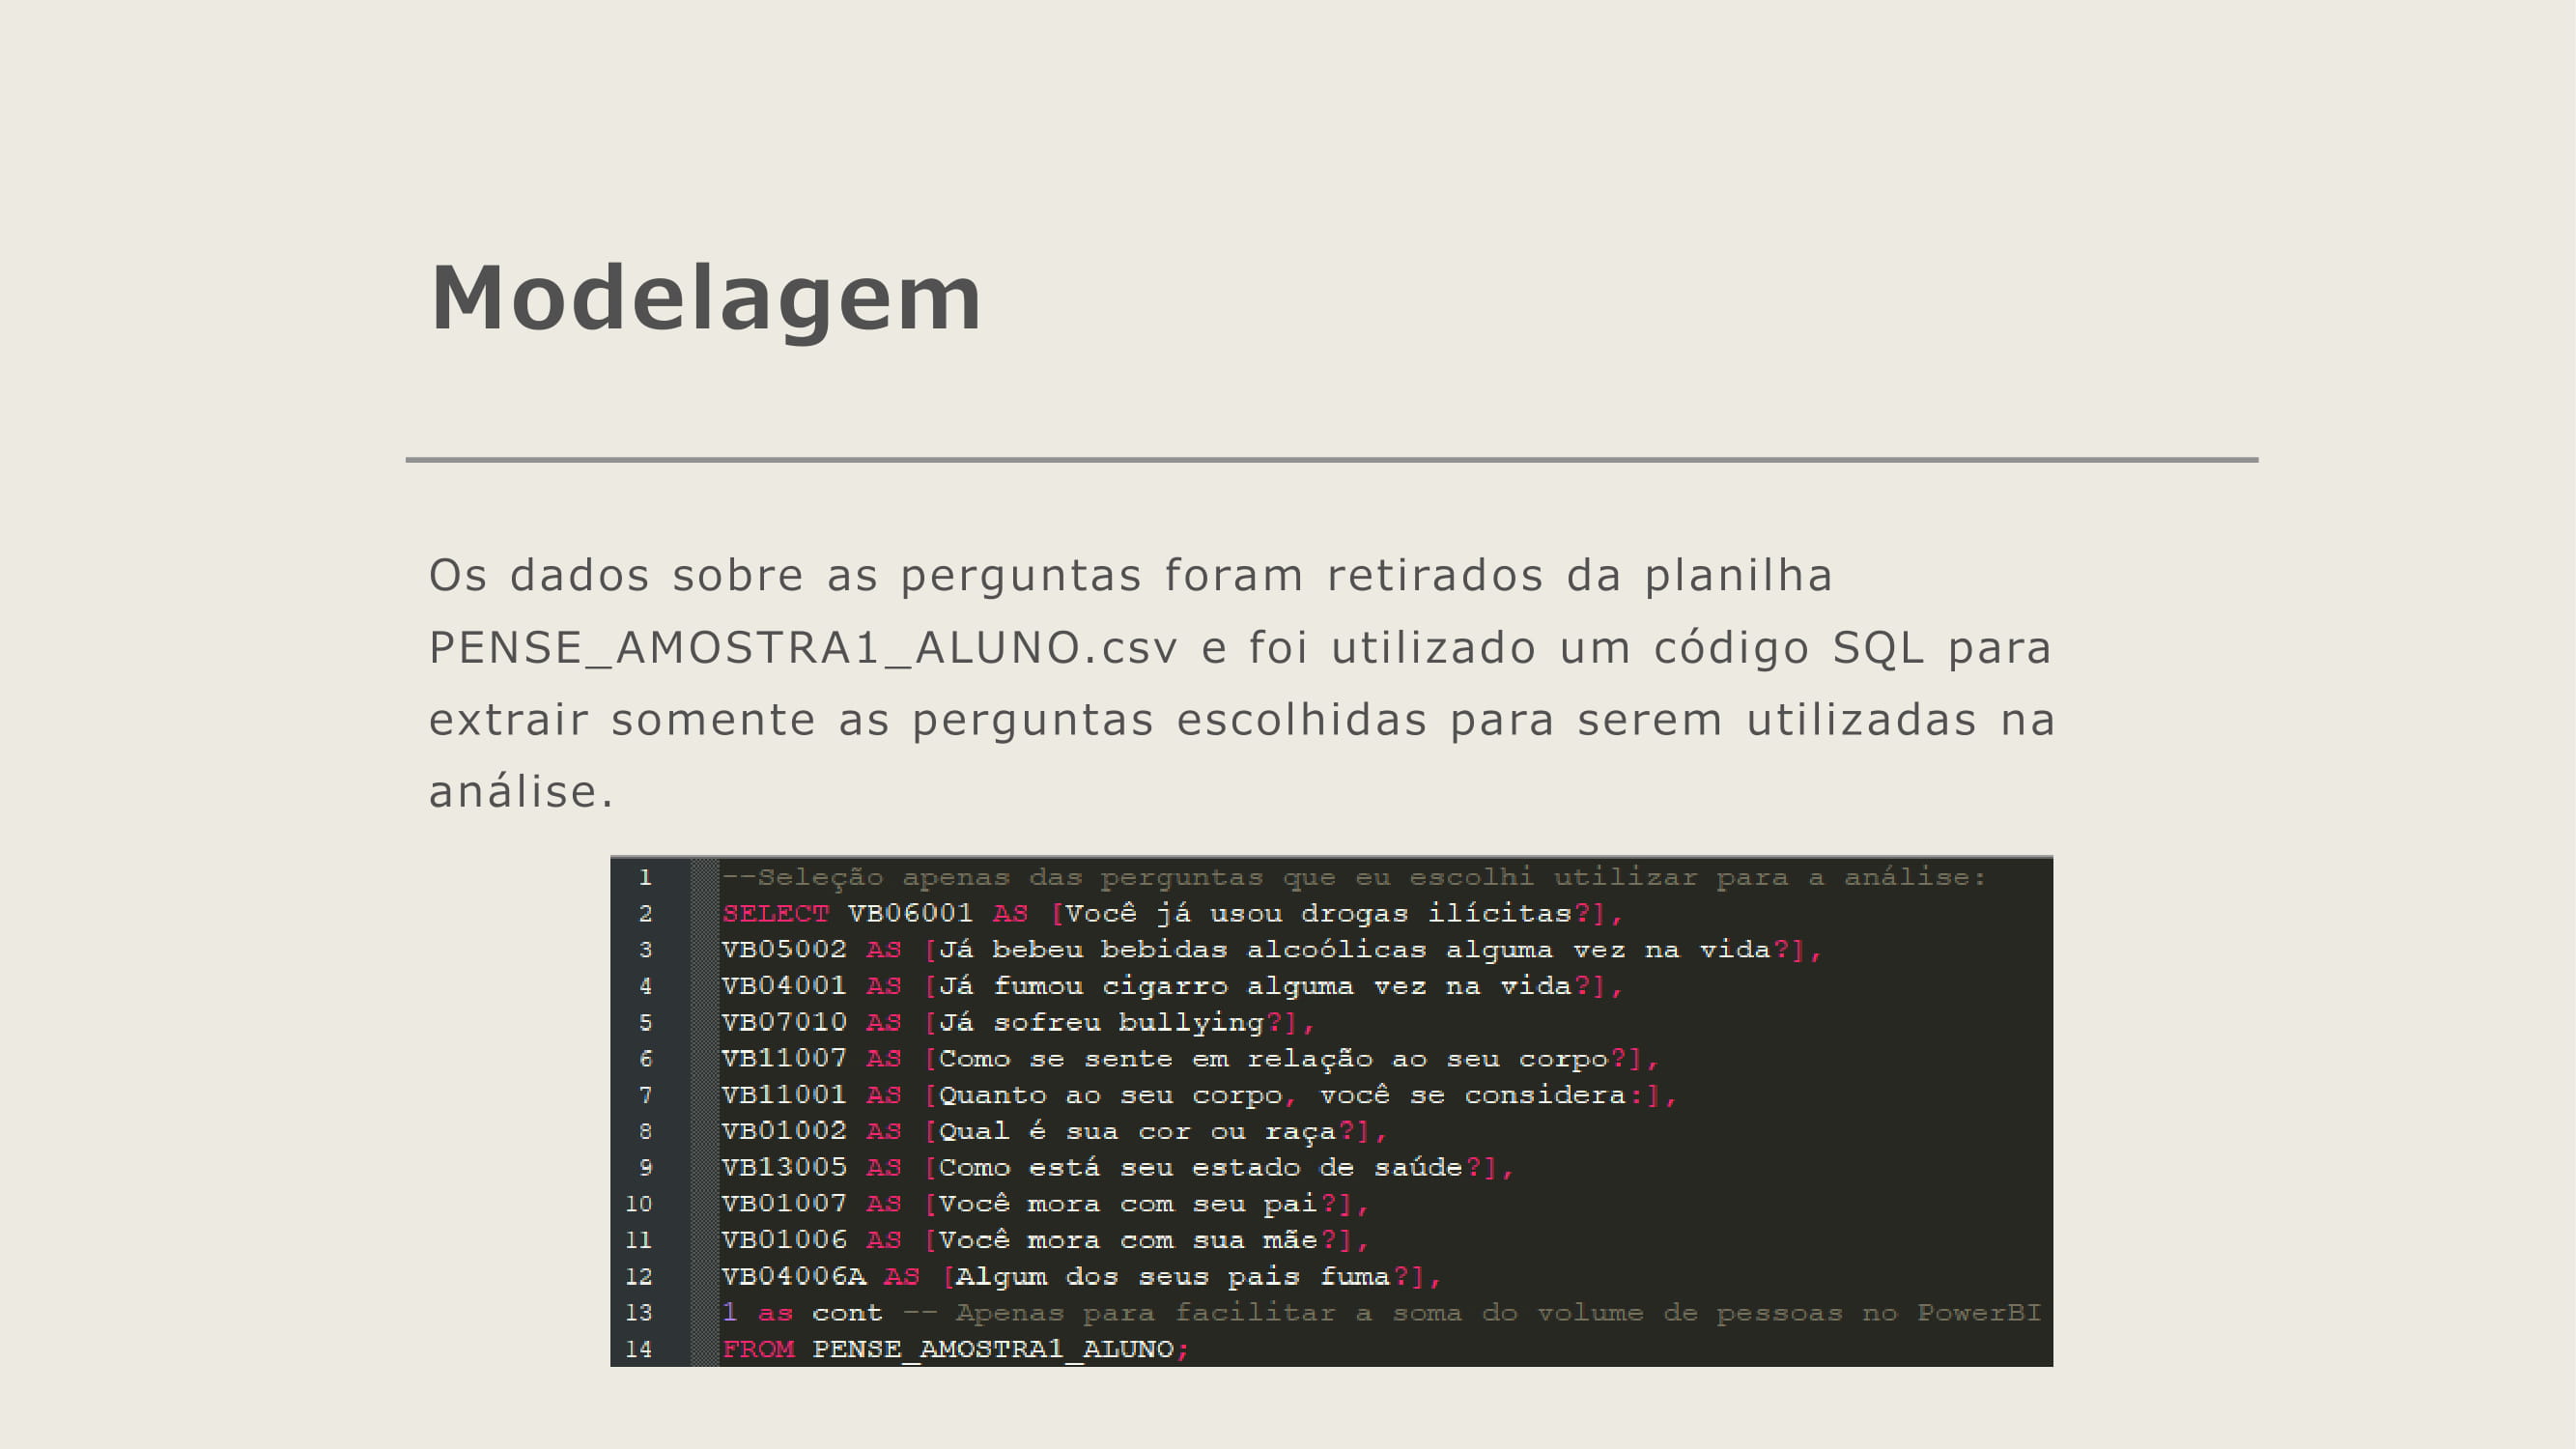 Modelagem
Os dados sobre as perguntas foram retirados da planilha
PENSE_AMOSTRA1_ALUNO.csv e foi utilizado um código SQL para
extrair somente as perguntas escolhidas para serem utilizadas na
análise.
1 --Seleção apenas das perguntas que eu escolhi utilizar para a análise:
2 SELECT VB06001 AS [Você já usou drogas ilícitas?],
3 VB05002 AS [Já bebeu bebidas alcoólicas alguma vez na vida?],
4 VB04001 AS [Já fumou cigarro alguma vez na vida?],
5 VB07010 AS [Já sofreu bullying?],
6 VB11007 AS [Como se sente em relação ao seu corpo?],
7 VB11001 AS [Quanto ao seu corpo, você se considera:],
8 VB01002 AS [Qual é sua cor ou raça?],
9 VB13005 AS [Como está seu estado de saúde?],
10 VB01007 AS [Você mora com seu pai?],
11 VB01006 AS [Você mora com sua mãe?],
12 VB04006A AS [Algum dos seus pais fuma?],
13 1 as cont -- Apenas para facilitar a soma do volume de pessoas no PowerBI
14 FROM PENSE_AMOSTRA1_ALUNO;